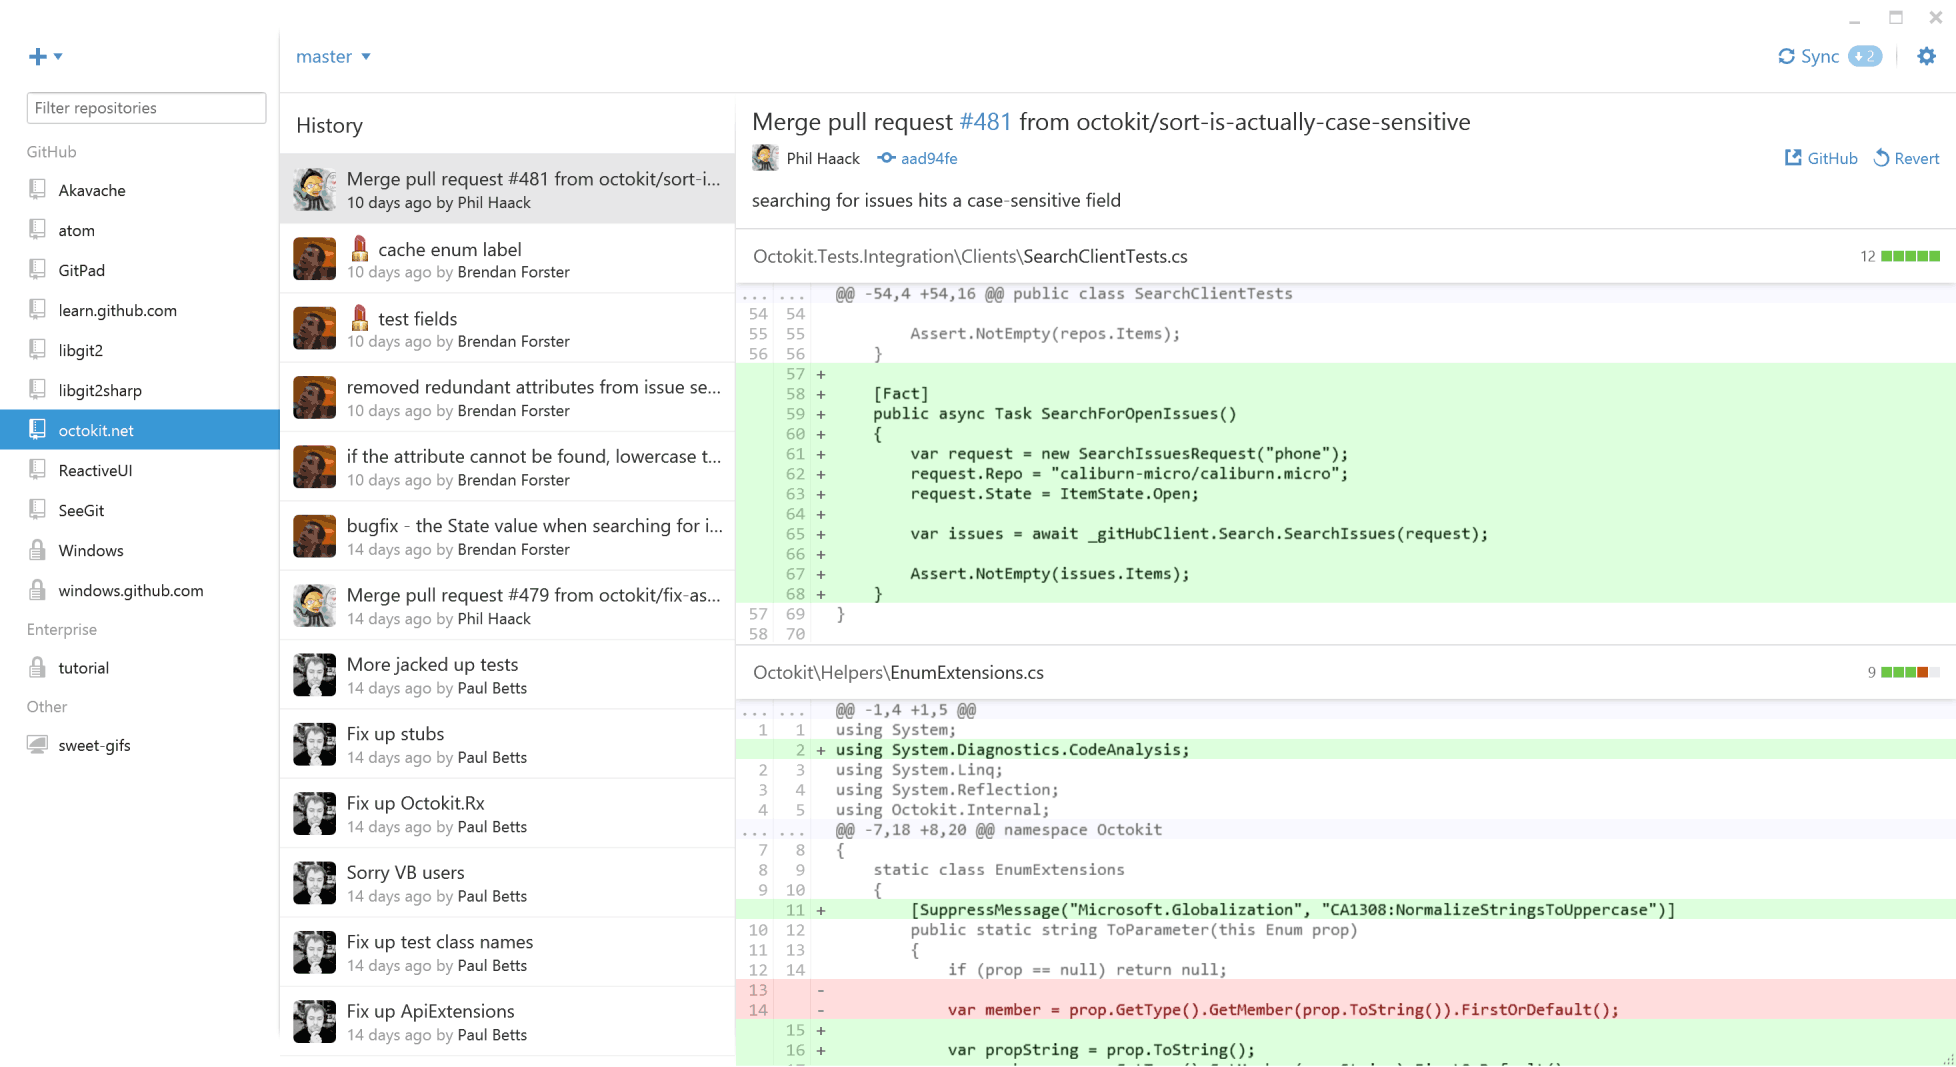 master
Sync 2
Filter repositories
GitHub
Akavache
atom
GitPad
learn.github.com
libgit2
libgit2sharp
octokit.net
ReactiveUI
SeeGit
Windows
windows.github.com
Enterprise
tutorial
Other
sweet-gifs
History
Merge pull request #481 from octokit/sort-i...
10 days ago by Phil Haack
cache enum label
10 days ago by Brendan Forster
test fields
10 days ago by Brendan Forster
removed redundant attributes from issue se...
10 days ago by Brendan Forster
if the attribute cannot be found, lowercase t...
10 days ago by Brendan Forster
bugfix - the State value when searching for i...
14 days ago by Brendan Forster
Merge pull request #479 from octokit/fix-as...
14 days ago by Phil Haack
More jacked up tests
14 days ago by Paul Betts
Fix up stubs
14 days ago by Paul Betts
Fix up Octokit.Rx
14 days ago by Paul Betts
Sorry VB users
14 days ago by Paul Betts
Fix up test class names
14 days ago by Paul Betts
Fix up ApiExtensions
14 days ago by Paul Betts
Merge pull request #481 from octokit/sort-is-actually-case-sensitive
Phil Haack aad94fe GitHub Revert
searching for issues hits a case-sensitive field
Octokit.Tests.Integration\Clients\SearchClientTests.cs 12
... ... @@ -54,4 +54,16 @@ public class SearchClientTests
54 54
55 55 Assert.NotEmpty(repos.Items);
56 56 }
57 +
58 + [Fact]
59 + public async Task SearchForOpenIssues()
60 + {
61 + var request = new SearchIssuesRequest("phone");
62 + request.Repo = "caliburn-micro/caliburn.micro";
63 + request.State = ItemState.Open;
64 +
65 + var issues = await _gitHubClient.Search.SearchIssues(request);
66 +
67 + Assert.NotEmpty(issues.Items);
68 + }
57 69 }
58 70
Octokit\Helpers\EnumExtensions.cs 9
... ... @@ -1,4 +1,5 @@
1 1 using System;
2 + using System.Diagnostics.CodeAnalysis;
2 3 using System.Linq;
3 4 using System.Reflection;
4 5 using Octokit.Internal;
... ... @@ -7,18 +8,20 @@ namespace Octokit
7 8 {
8 9 static class EnumExtensions
9 10 {
11 + [SuppressMessage("Microsoft.Globalization", "CA1308:NormalizeStringsToUppercase")]
10 12 public static string ToParameter(this Enum prop)
11 13 {
12 14 if (prop == null) return null;
13 -
14 - var member = prop.GetType().GetMember(prop.ToString()).FirstOrDefault();
15 +
16 + var propString = prop.ToString();